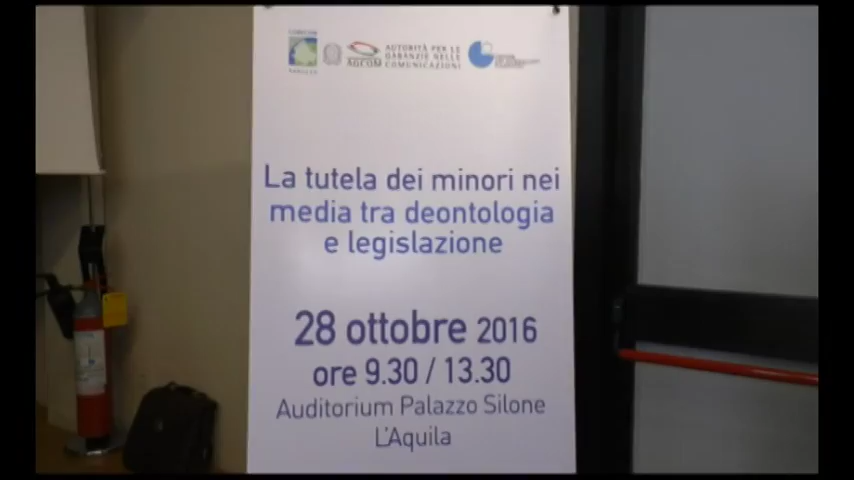 AGCOM
AUTORITÀ PER LE
GARANZIE NELLE
COMUNICAZIONI
La tutela dei minori nei
media tra deontologia
e legislazione
28 ottobre 2016
ore 9.30 / 13.30
Auditorium Palazzo Silone
L'Aquila